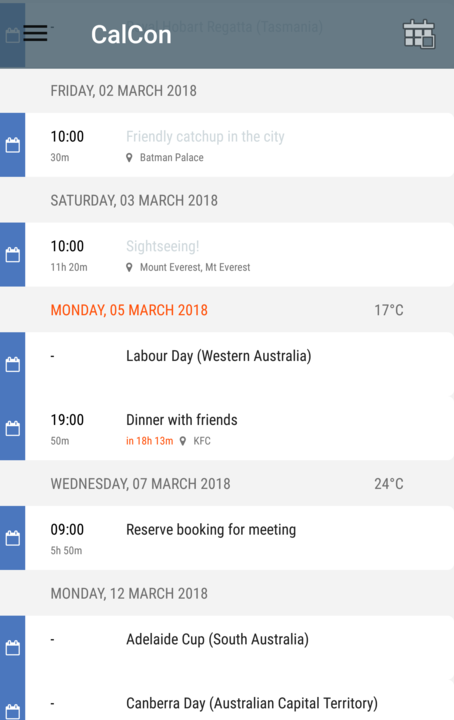 - Royal Hobart Regatta (Tasmania)
CalCon
FRIDAY, 02 MARCH 2018
10:00 Friendly catchup in the city
30m Batman Palace
SATURDAY, 03 MARCH 2018
10:00 Sightseeing!
11h 20m Mount Everest, Mt Everest
MONDAY, 05 MARCH 2018 17°C
- Labour Day (Western Australia)
19:00 Dinner with friends
50m in 18h 13m KFC
WEDNESDAY, 07 MARCH 2018 24°C
09:00 Reserve booking for meeting
5h 50m
MONDAY, 12 MARCH 2018
- Adelaide Cup (South Australia)
- Canberra Day (Australian Capital Territory)